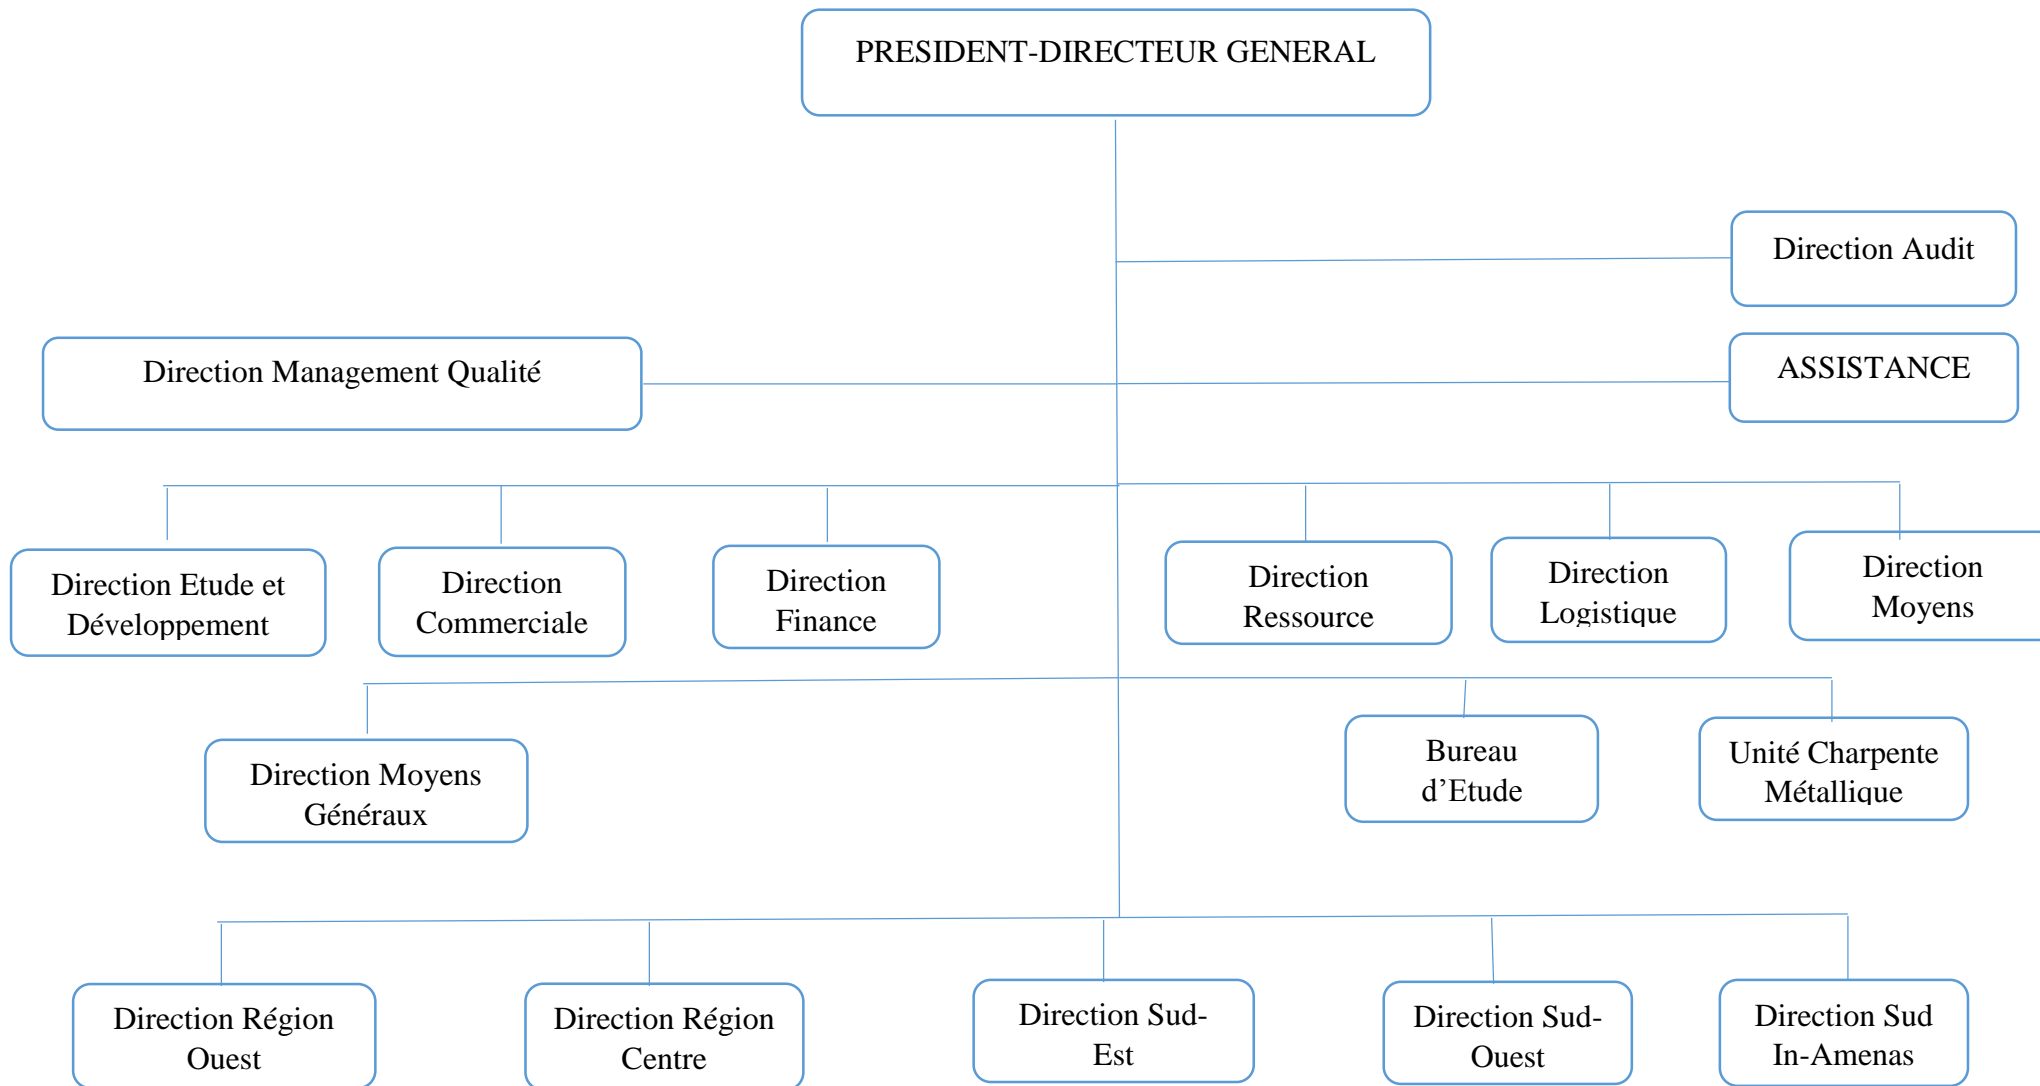 PRESIDENT-DIRECTEUR GENERAL
Direction Audit
Direction Management Qualité
ASSISTANCE
Direction Etude et
Développement
Direction
Commerciale
Direction
Finance
Direction
Ressource
Direction
Logistique
Direction
Moyens
Direction Moyens
Généraux
Bureau
d’Etude
Unité Charpente
Métallique
Direction Région
Ouest
Direction Région
Centre
Direction Sud-
Est
Direction Sud-
Ouest
Direction Sud
In-Amenas